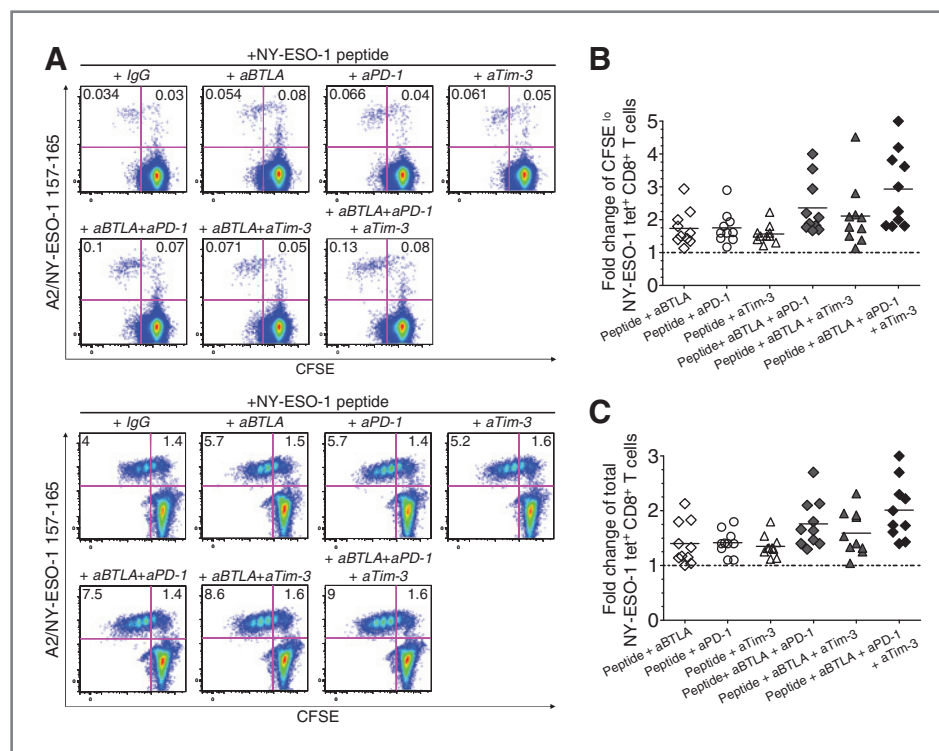 A
+NY-ESO-1 peptide
+ IgG
+ aBTLA
+ aPD-1
+ aTim-3
0.034
0.03
0.054
0.08
0.066
0.04
0.061
0.05
+ aBTLA+aPD-1
+ aBTLA+aTim-3
+ aBTLA+aPD-1
+ aTim-3
0.1
0.07
0.071
0.05
0.13
0.08
A2/NY-ESO-1 157-165
CFSE
+NY-ESO-1 peptide
+ IgG
+ aBTLA
+ aPD-1
+ aTim-3
4
1.4
5.7
1.5
5.7
1.4
5.2
1.6
+ aBTLA+aPD-1
+ aBTLA+aTim-3
+ aBTLA+aPD-1
+ aTim-3
7.5
1.4
8.6
1.6
9
1.6
A2/NY-ESO-1 157-165
CFSE
B
Fold change of CFSE lo
NY-ESO-1 tet+ CD8+ T cells
5
4
3
2
1
0
Peptide + aBTLA
Peptide + aPD-1
Peptide + aTim-3
Peptide+ aBTLA + aPD-1
Peptide + aBTLA + aTim-3
Peptide + aBTLA + aPD-1
+ aTim-3
C
Fold change of total
NY-ESO-1 tet+ CD8+ T cells
3
2
1
0
Peptide + aBTLA
Peptide + aPD-1
Peptide + aTim-3
Peptide+ aBTLA + aPD-1
Peptide + aBTLA + aTim-3
Peptide + aBTLA + aPD-1
+ aTim-3